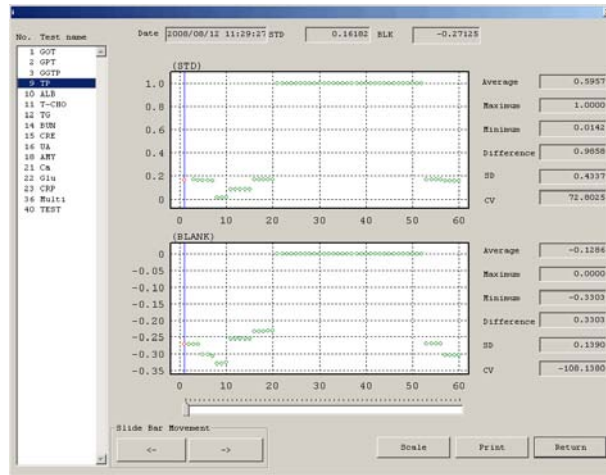 No. Test name
Date 2008/08/12 11:29:27 STD 0.16182 BLK -0.27125
1 GOT
2 GPT
3 GGTP
9 TP
10 ALB
11 T-CHO
12 TG
14 BUN
15 CRE
16 UA
18 AMY
21 Ca
22 Glu
23 CRP
36 Multi
40 TEST
(STD)
1.0
0.8
0.6
0.4
0.2
0
0 10 20 30 40 50 60
Average 0.5957
Maximum 1.0000
Minimum 0.0142
Difference 0.9858
SD 0.4337
CV 72.8025
(BLANK)
0
-0.05
-0.10
-0.15
-0.20
-0.25
-0.30
-0.35
0 10 20 30 40 50 60
Average -0.1286
Maximum 0.0000
Minimum -0.3303
Difference 0.3303
SD 0.1390
CV -108.1380
Slide Bar Movement
<- ->
Scale Print Return